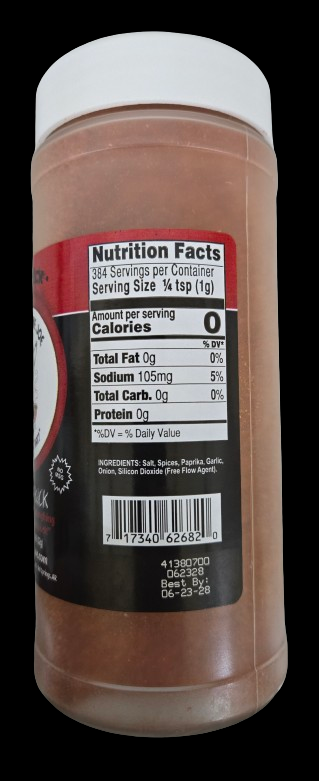 Nutrition Facts
384 Servings per Container
Serving Size ¼ tsp (1g)
Amount per serving
Calories 0
% DV*
Total Fat 0g 0%
Sodium 105mg 5%
Total Carb. 0g 0%
Protein 0g
*%DV = % Daily Value
INGREDIENTS: Salt, Spices, Paprika, Garlic,
Onion, Silicon Dioxide (Free Flow Agent).
NO
MSG
7 17340 62682 0
41380700
062328
Best By:
06-23-28